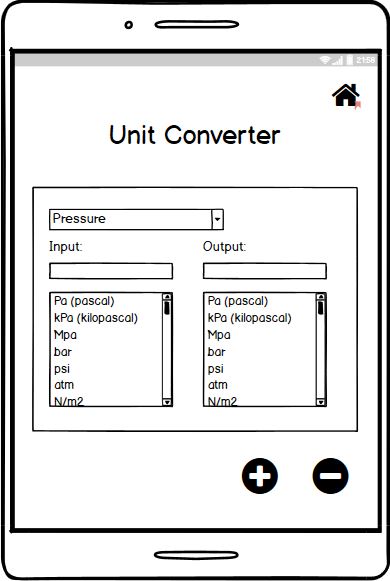 21:58
Unit Converter
Pressure
Input: Output:
Pa (pascal) Pa (pascal)
kPa (kilopascal) kPa (kilopascal)
Mpa Mpa
bar bar
psi psi
atm atm
N/m2 N/m2